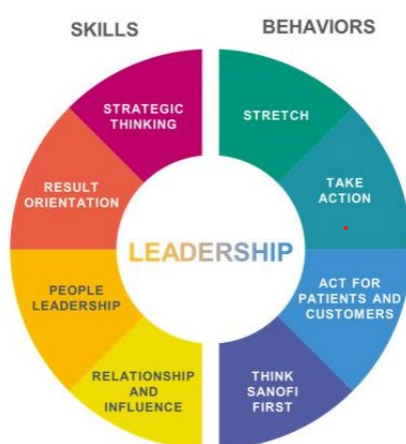 SKILLS
BEHAVIORS
STRATEGIC
THINKING
STRETCH
RESULT
ORIENTATION
TAKE
ACTION
LEADERSHIP
PEOPLE
LEADERSHIP
ACT FOR
PATIENTS AND
CUSTOMERS
RELATIONSHIP
AND
INFLUENCE
THINK
SANOFI
FIRST